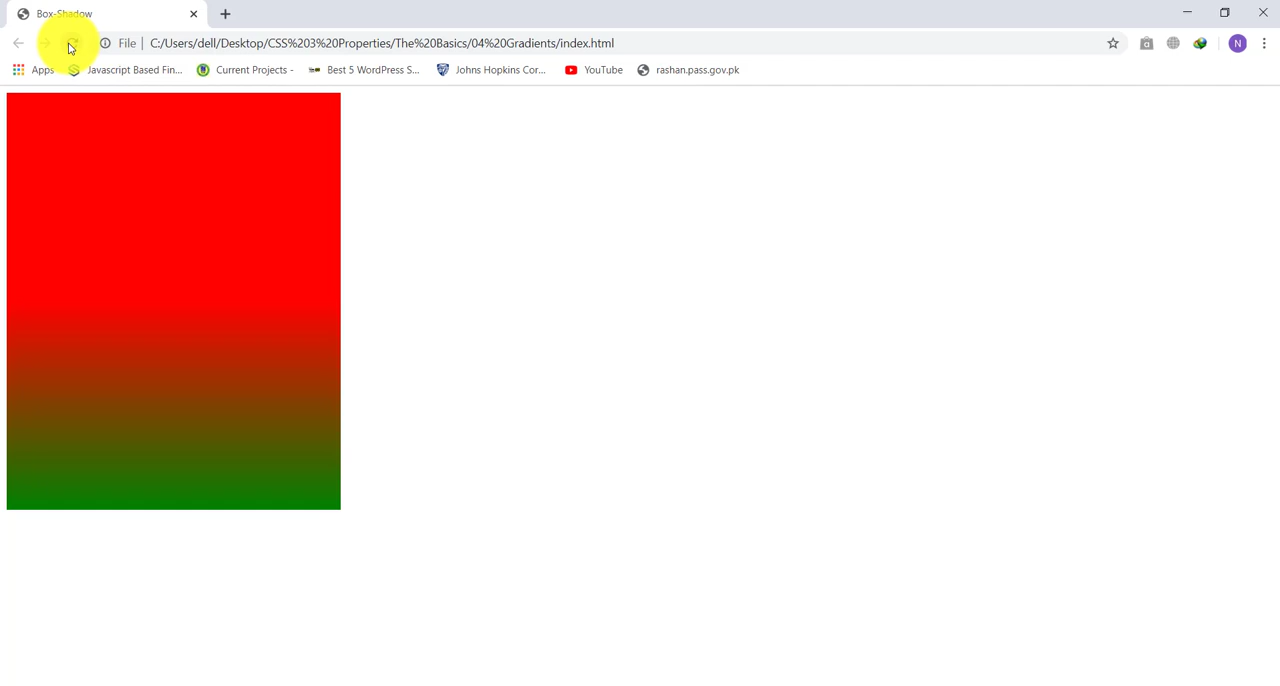 Box-Shadow
File | C:/Users/dell/Desktop/CSS%203%20Properties/The%20Basics/04%20Gradients/index.html
N
Apps Javascript Based Fin... Current Projects - Best 5 WordPress S... Johns Hopkins Cor... YouTube rashan.pass.gov.pk